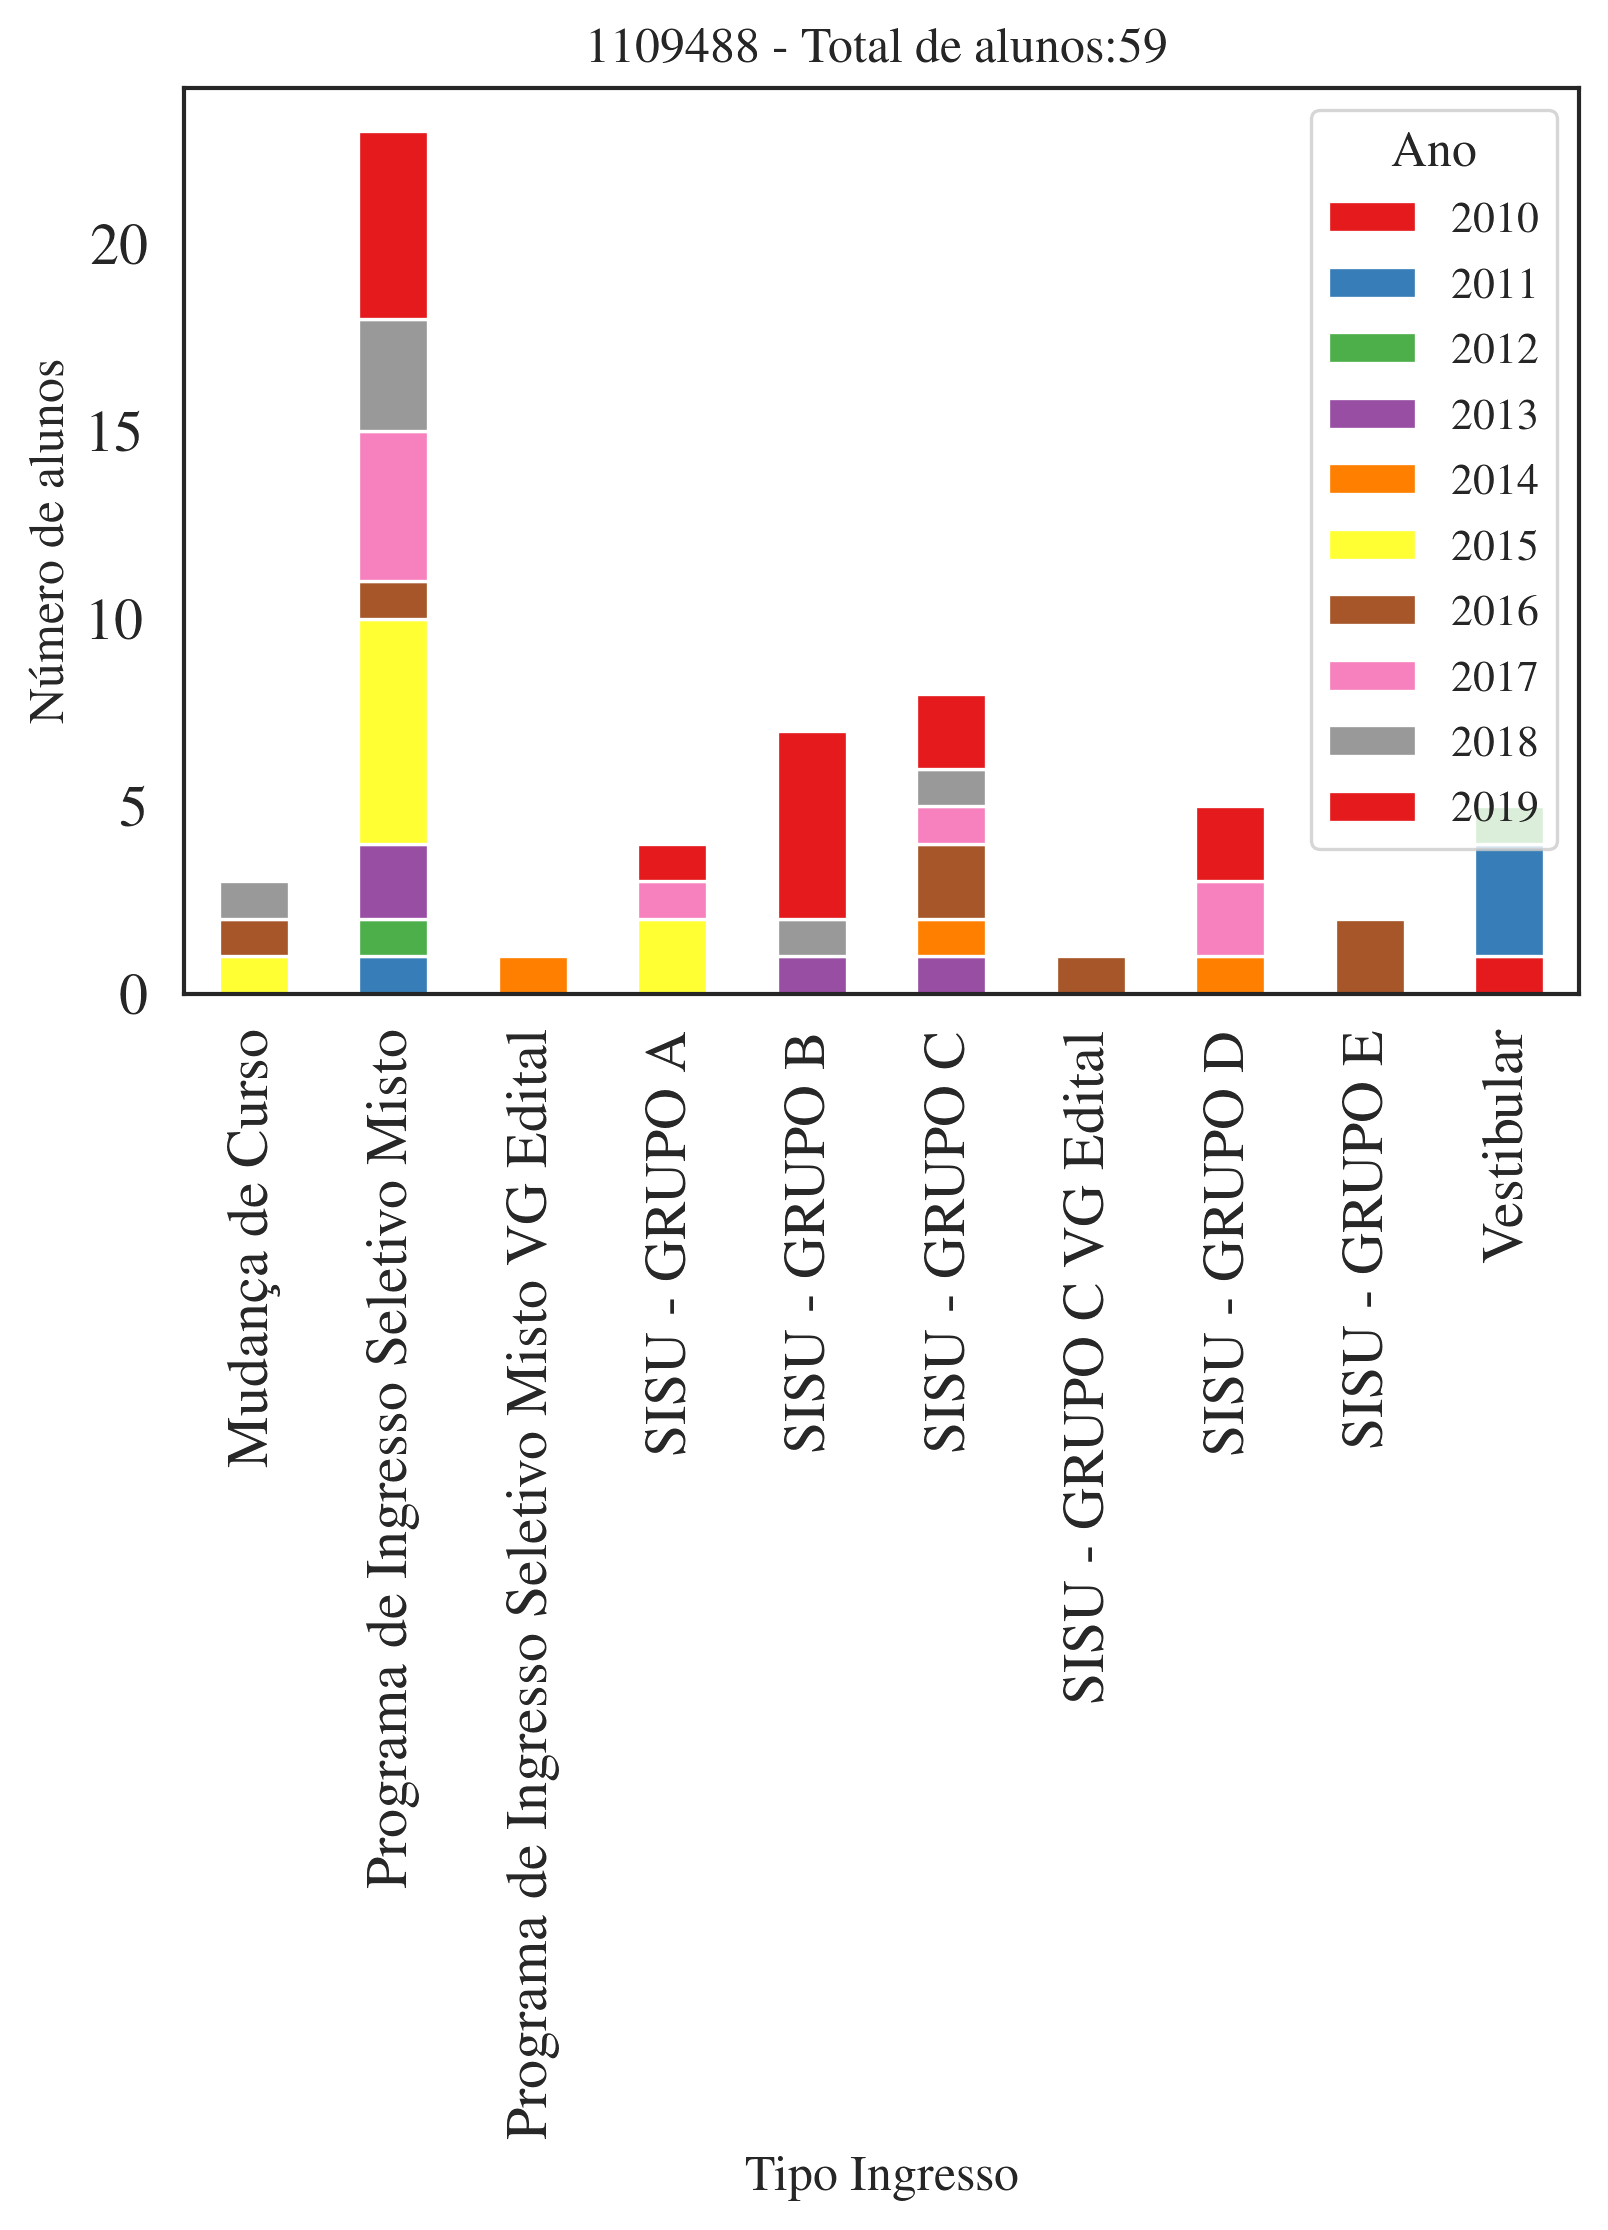 1109488 - Total de alunos:59
Número de alunos
20
15
10
5
0
Ano
2010
2011
2012
2013
2014
2015
2016
2017
2018
2019
Mudança de Curso
Programa de Ingresso Seletivo Misto
Programa de Ingresso Seletivo Misto VG Edital
SISU - GRUPO A
SISU - GRUPO B
SISU - GRUPO C
SISU - GRUPO C VG Edital
SISU - GRUPO D
SISU - GRUPO E
Vestibular
Tipo Ingresso